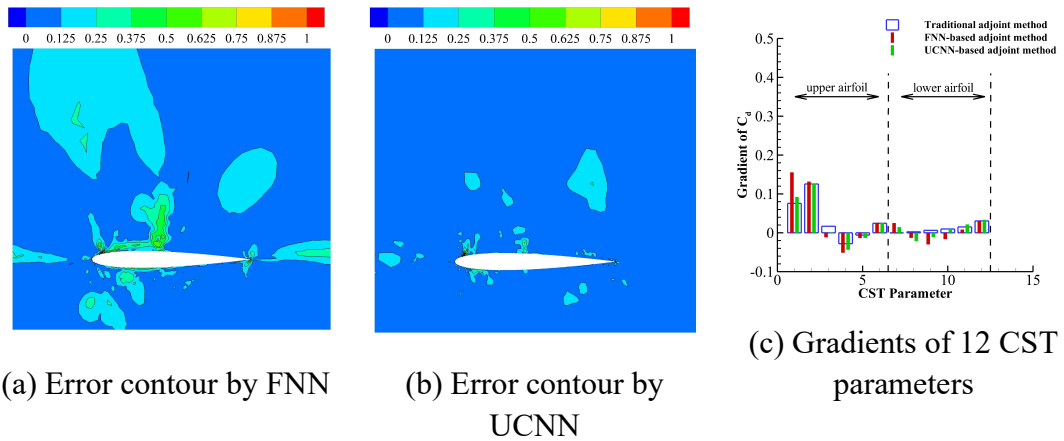 0 0.125 0.25 0.375 0.5 0.625 0.75 0.875 1
0 0.125 0.25 0.375 0.5 0.625 0.75 0.875 1
Traditional adjoint method
FNN-based adjoint method
UCNN-based adjoint method
0.5
0.4
0.3
0.2
0.1
0
-0.1
Gradient of C_d
upper airfoil
lower airfoil
0 5 10 15
CST Parameter
(a) Error contour by FNN
(b) Error contour by
UCNN
(c) Gradients of 12 CST
parameters